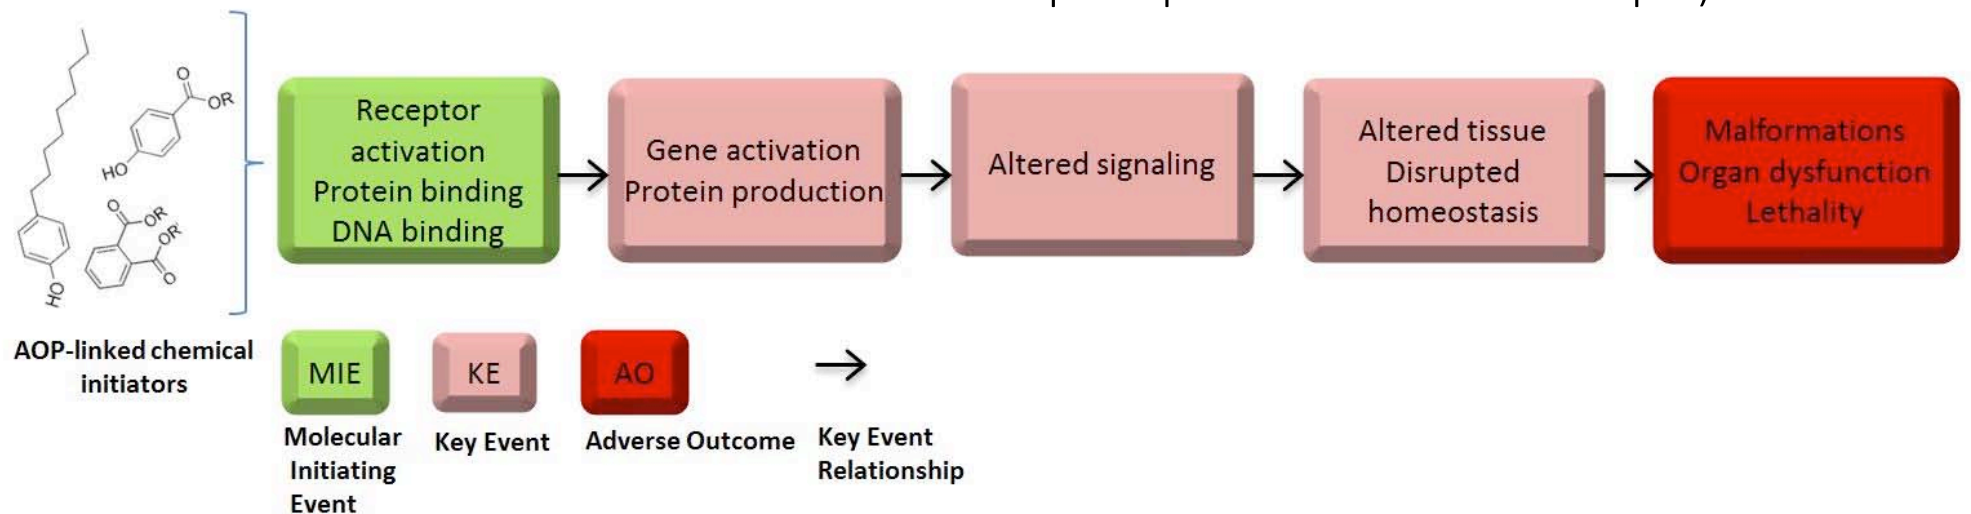 O
OR
HO
O
OR
OR
O
HO
Receptor
activation
Protein binding
DNA binding
Gene activation
Protein production
Altered signaling
Altered tissue
Disrupted
homeostasis
Malformations
Organ dysfunction
Lethality
AOP-linked chemical
initiators
MIE
KE
AO
Molecular
Initiating
Event
Key Event
Adverse Outcome
Key Event
Relationship